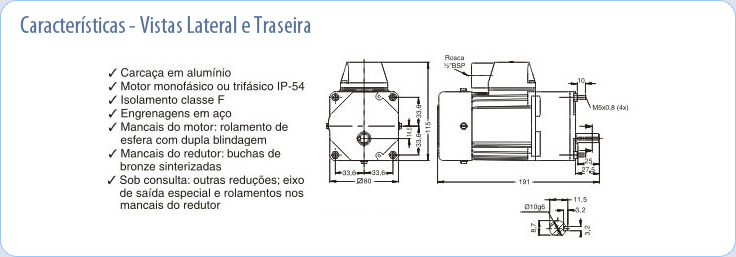 Características - Vistas Lateral e Traseira
✓ Carcaça em alumínio
✓ Motor monofásico ou trifásico IP-54
✓ Isolamento classe F
✓ Engrenagens em aço
✓ Mancais do motor: rolamento de
esfera com dupla blindagem
✓ Mancais do redutor: buchas de
bronze sinterizadas
✓ Sob consulta: outras reduções; eixo
de saída especial e rolamentos nos
mancais do redutor
Rosca
½"BSP
33,6
14,5
33,6
115
33,6
33,6
Ø80
10
M5x0,8 (4x)
25
27,5
191
11,5
Ø10g6
3,2
8,7
3,2